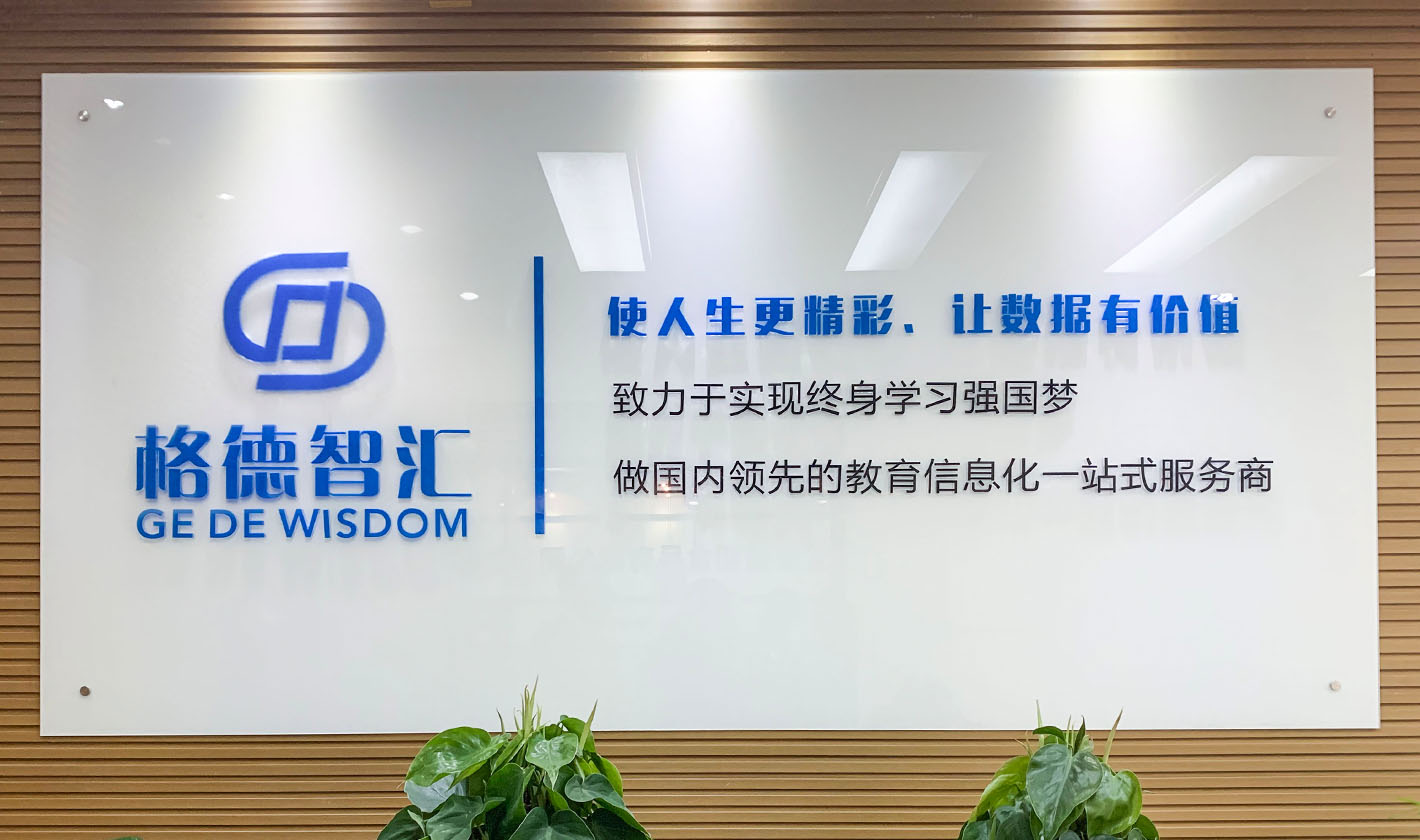 格德智汇
GE DE WISDOM
使人生更精彩、让数据有价值
致力于实现终身学习强国梦
做国内领先的教育信息化一站式服务商